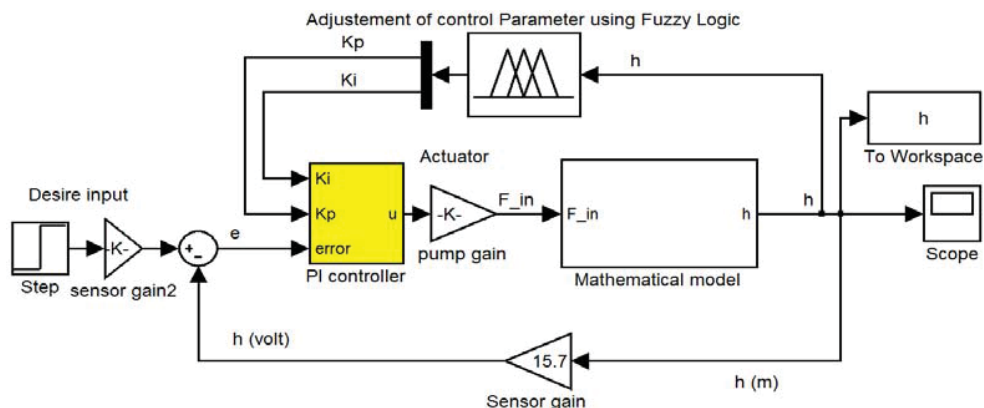 Adjustement of control Parameter using Fuzzy Logic
Kp
Ki
h
h
To Workspace
Actuator
Desire input
Ki
Kp
error
u
-K-
F_in
F_in
h
h
e
-K-
+
-
Step
sensor gain2
PI controller
pump gain
Mathematical model
Scope
h (volt)
15.7
h (m)
Sensor gain